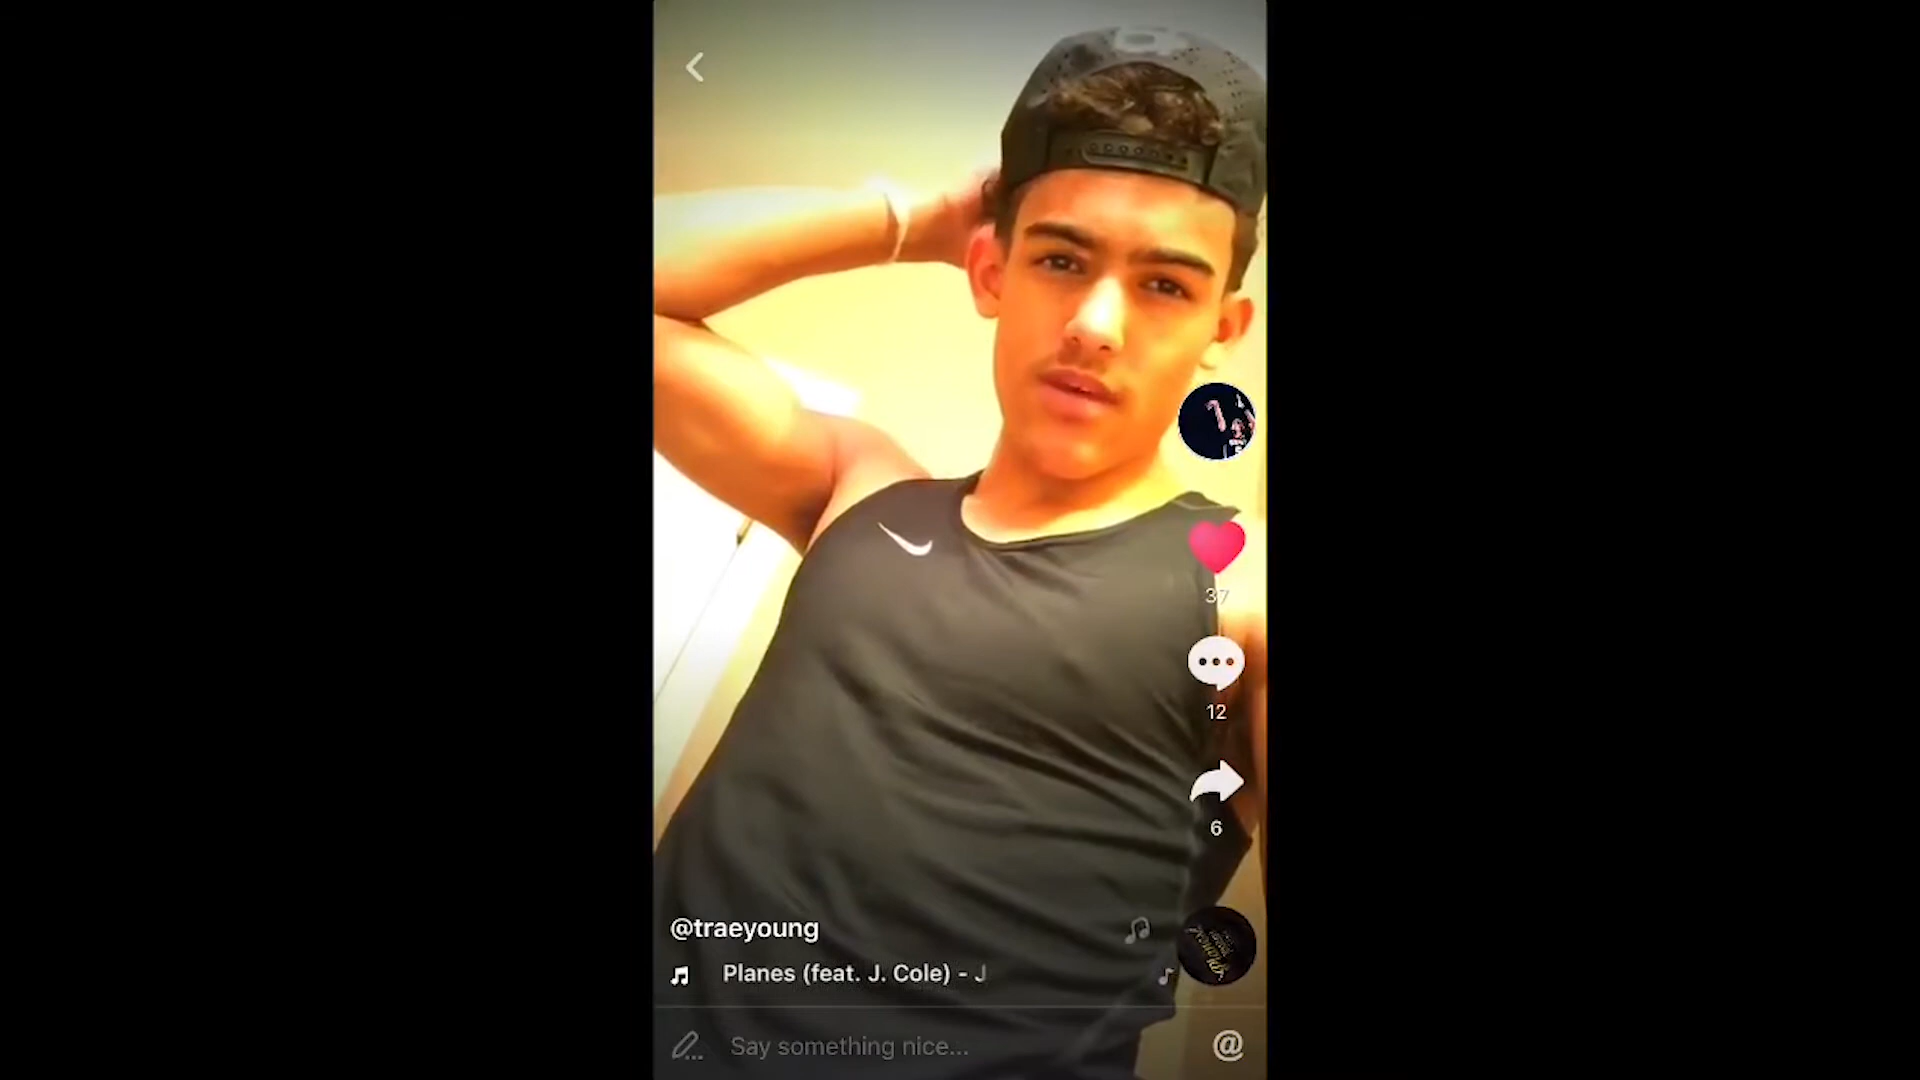 37
12
6
@traeyoung
Planes (feat. J. Cole) - J
Say something nice...
@